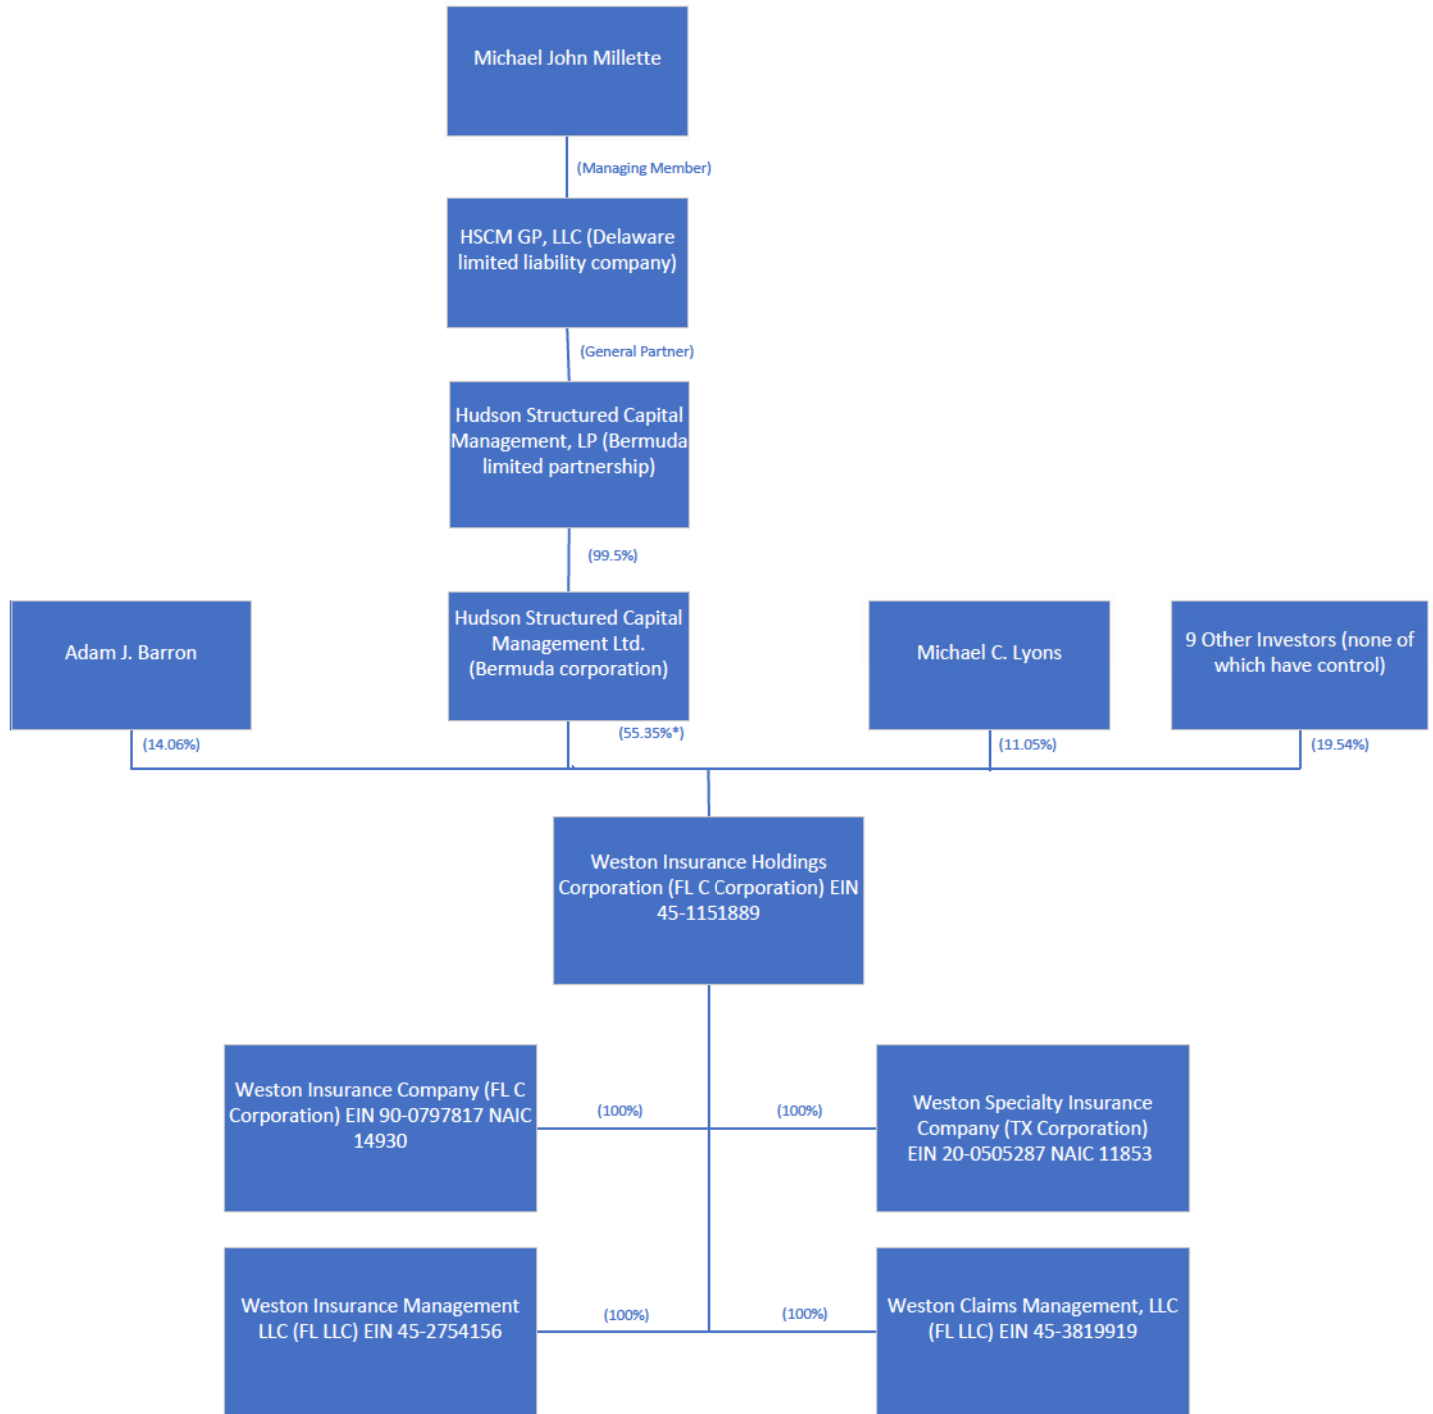 Michael John Millette
(Managing Member)
HSCM GP, LLC (Delaware
limited liability company)
(General Partner)
Hudson Structured Capital
Management, LP (Bermuda
limited partnership)
(99.5%)
Adam J. Barron
(14.06%)
Hudson Structured Capital
Management Ltd.
(Bermuda corporation)
(55.35%*)
Michael C. Lyons
(11.05%)
9 Other Investors (none of
which have control)
(19.54%)
Weston Insurance Holdings
Corporation (FL C Corporation) EIN
45-1151889
Weston Insurance Company (FL C
Corporation) EIN 90-0797817 NAIC
14930
(100%)
(100%)
Weston Specialty Insurance
Company (TX Corporation)
EIN 20-0505287 NAIC 11853
Weston Insurance Management
LLC (FL LLC) EIN 45-2754156
(100%)
(100%)
Weston Claims Management, LLC
(FL LLC) EIN 45-3819919